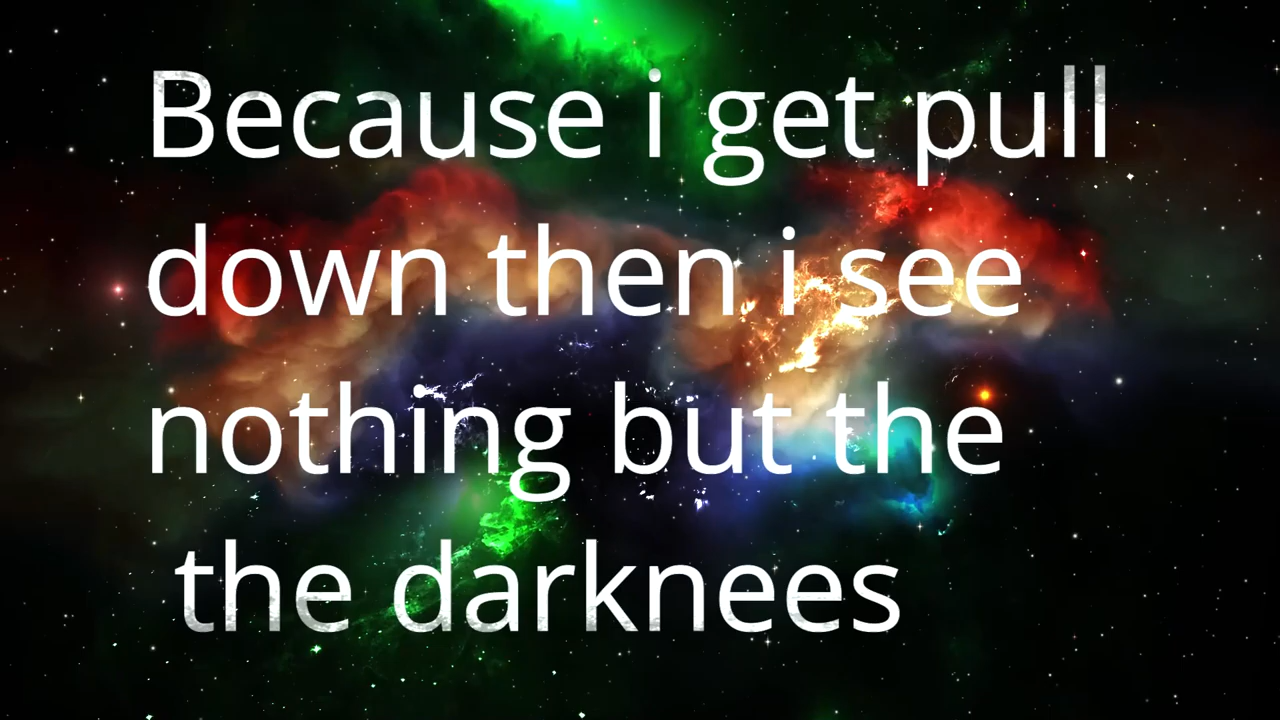 Because i get pull
down then i see
nothing but the
the darknees